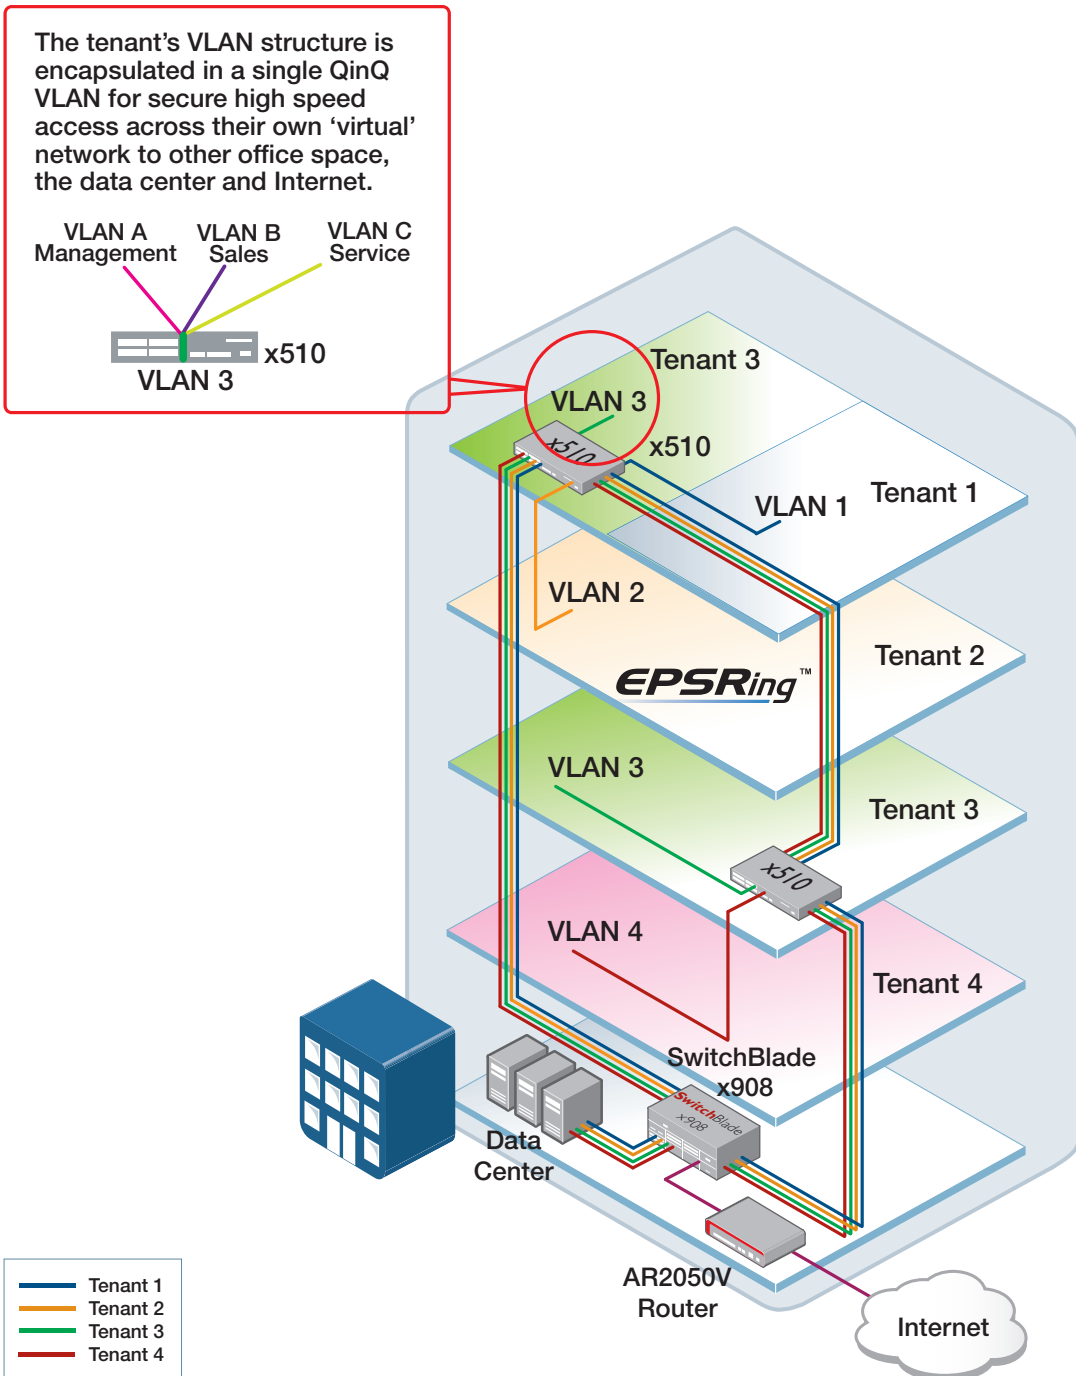 The tenant’s VLAN structure is
encapsulated in a single QinQ
VLAN for secure high speed
access across their own ‘virtual’
network to other office space,
the data center and Internet.
VLAN A
Management
VLAN B
Sales
VLAN C
Service
x510
VLAN 3
Tenant 3
VLAN 3
x510
x510
Tenant 1
VLAN 1
VLAN 2
Tenant 2
EPSRing™
VLAN 3
Tenant 3
x510
VLAN 4
Tenant 4
SwitchBlade
x908
SwitchBlade
x908
Data
Center
AR2050V
Router
Internet
Tenant 1
Tenant 2
Tenant 3
Tenant 4